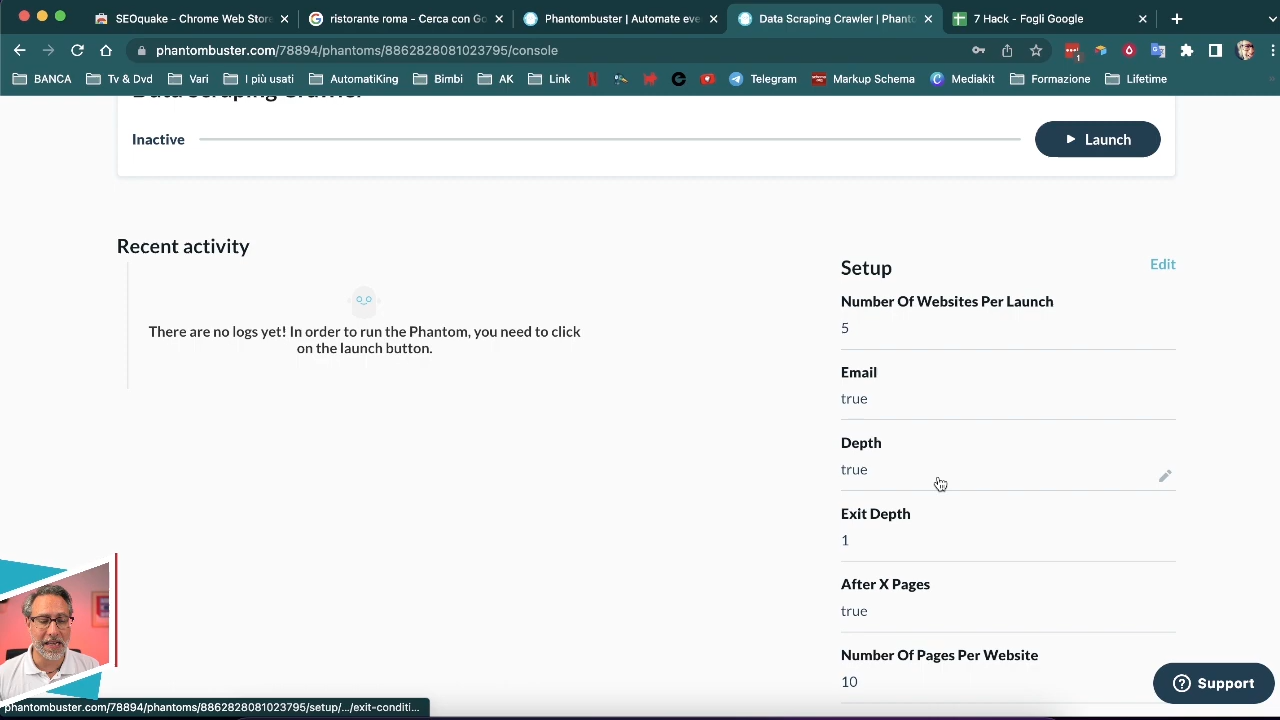 SEOquake - Chrome Web Store
ristorante roma - Cerca con Go
Phantombuster | Automate eve
Data Scraping Crawler | Phant
7 Hack - Fogli Google
phantombuster.com/78894/phantoms/8862828081023795/console
BANCA
Tv & Dvd
Vari
I più usati
AutomatiKing
Bimbi
AK
Link
Telegram
Markup Schema
Mediakit
Formazione
Lifetime
Data Scraping Crawler
Inactive
Launch
Recent activity
There are no logs yet! In order to run the Phantom, you need to click
on the launch button.
Setup
Edit
Number Of Websites Per Launch
5
Email
true
Depth
true
Exit Depth
1
After X Pages
true
Number Of Pages Per Website
10
Support
phantombuster.com/78894/phantoms/8862828081023795/setup/.../exit-conditi...